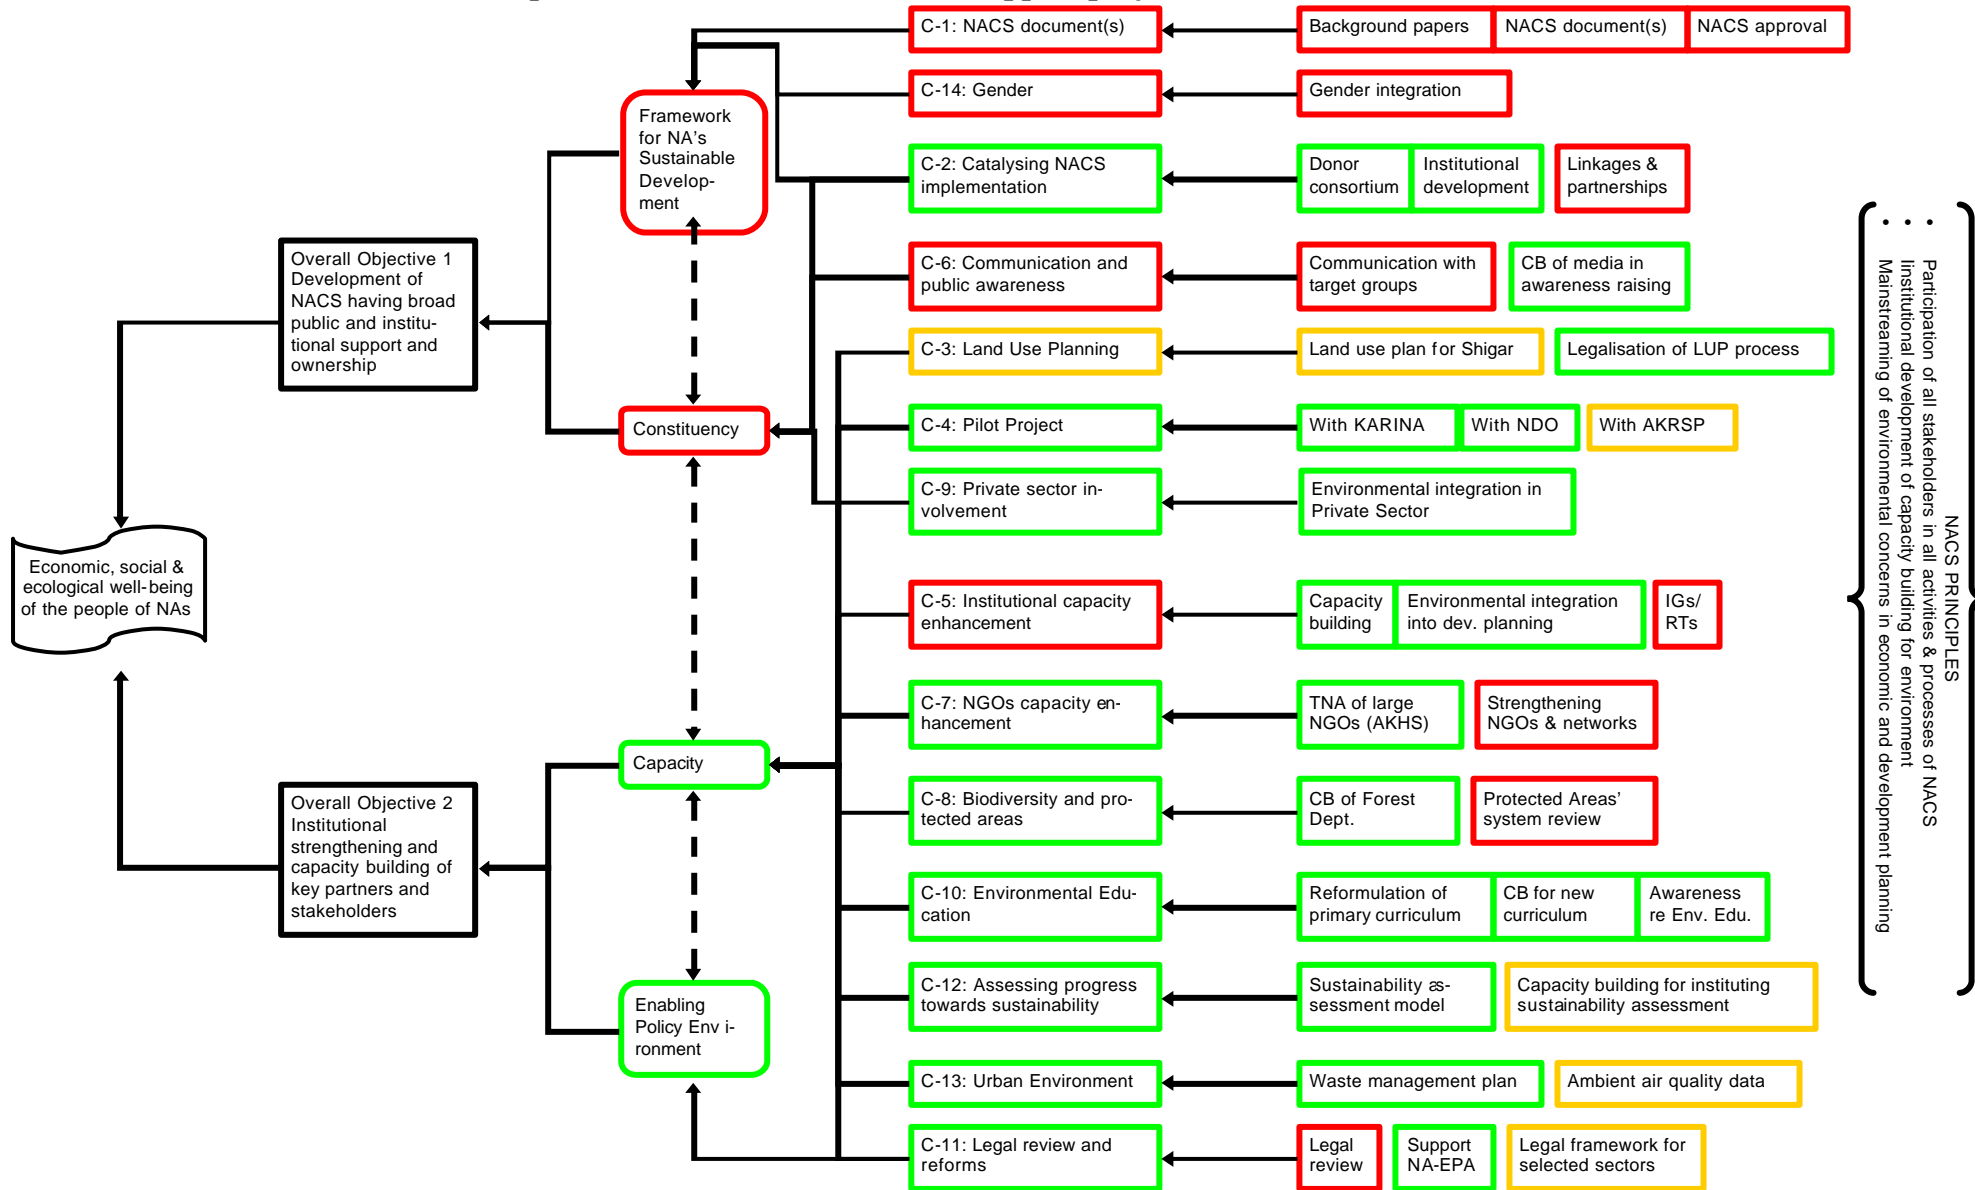 C-1: NACS document(s)
Background papers
NACS document(s)
NACS approval
C-14: Gender
Gender integration
Framework
for NA's
Sustainable
Develop-
ment
C-2: Catalysing NACS
implementation
Donor
consortium
Institutional
development
Linkages &
partnerships
Overall Objective 1
Development of
NACS having broad
public and institu-
tional support and
ownership
C-6: Communication and
public awareness
Communication with
target groups
CB of media in
awareness raising
C-3: Land Use Planning
Land use plan for Shigar
Legalisation of LUP process
Constituency
C-4: Pilot Project
With KARINA
With NDO
With AKRSP
C-9: Private sector in-
volvement
Environmental integration in
Private Sector
Economic, social &
ecological well-being
of the people of NAs
C-5: Institutional capacity
enhancement
Capacity
building
Environmental integration
into dev. planning
IGs/
RTs
C-7: NGOs capacity en-
hancement
TNA of large
NGOs (AKHS)
Strengthening
NGOs & networks
Capacity
C-8: Biodiversity and pro-
tected areas
CB of Forest
Dept.
Protected Areas'
system review
Overall Objective 2
Institutional
strengthening and
capacity building of
key partners and
stakeholders
C-10: Environmental Edu-
cation
Reformulation of
primary curriculum
CB for new
curriculum
Awareness
re Env. Edu.
C-12: Assessing progress
towards sustainability
Sustainability as-
sessment model
Capacity building for instituting
sustainability assessment
Enabling
Policy Env i-
ronment
C-13: Urban Environment
Waste management plan
Ambient air quality data
C-11: Legal review and
reforms
Legal
review
Support
NA-EPA
Legal framework for
selected sectors
NACS PRINCIPLES
• Participation of all stakeholders in all activities & processes of NACS
• Institutional development of capacity building for environment
• Mainstreaming of environmental concerns in economic and development planning